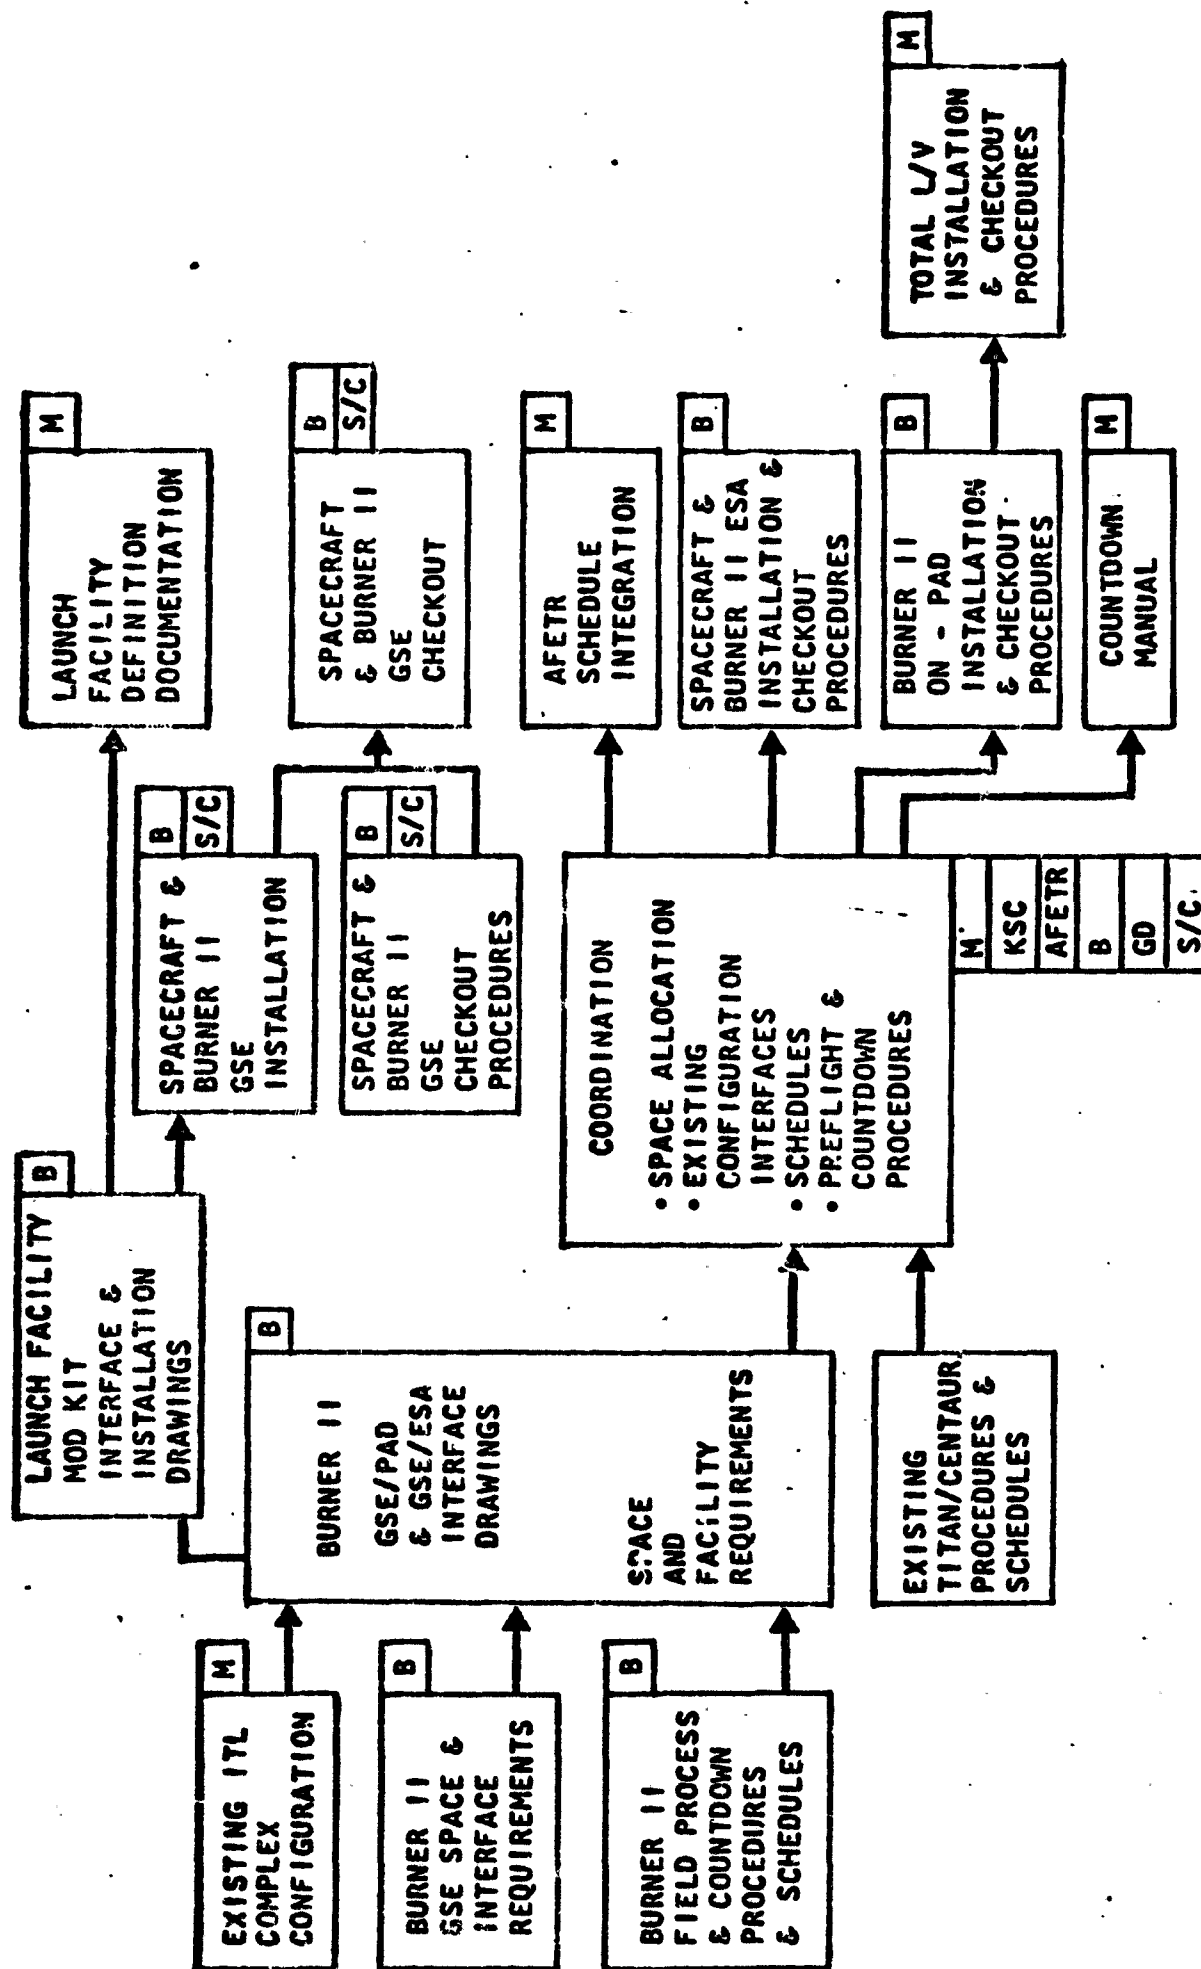 EXISTING ITL
COMPLEX
CONFIGURATION
M
BURNER II
GSE SPACE &
INTERFACE
REQUIREMENTS
B
BURNER II
FIELD PROCESS
& COUNTDOWN
PROCEDURES
& SCHEDULES
B
LAUNCH FACILITY
MOD KIT
INTERFACE &
INSTALLATION
DRAWINGS
B
BURNER II
GSE/PAD
& GSE/ESA
INTERFACE
DRAWINGS
SPACE
AND
FACILITY
REQUIREMENTS
B
EXISTING
TITAN/CENTAUR
PROCEDURES &
SCHEDULES
SPACECRAFT &
BURNER II
GSE
INSTALLATION
B
S/C
SPACECRAFT &
BURNER II
GSE
CHECKOUT
PROCEDURES
B
S/C
COORDINATION
• SPACE ALLOCATION
• EXISTING
CONFIGURATION
INTERFACES
• SCHEDULES
• PREFLIGHT &
COUNTDOWN
PROCEDURES
M
KSC
AFETR
B
GD
S/C
LAUNCH
FACILITY
DEFINITION
DOCUMENTATION
M
SPACECRAFT
& BURNER II
GSE
CHECKOUT
B
S/C
AFETR
SCHEDULE
INTEGRATION
M
SPACECRAFT &
BURNER II ESA
INSTALLATION &
CHECKOUT
PROCEDURES
B
BURNER II
ON - PAD
INSTALLATION
& CHECKOUT
PROCEDURES
B
COUNTDOWN
MANUAL
M
TOTAL L/V
INSTALLATION
& CHECKOUT
PROCEDURES
M